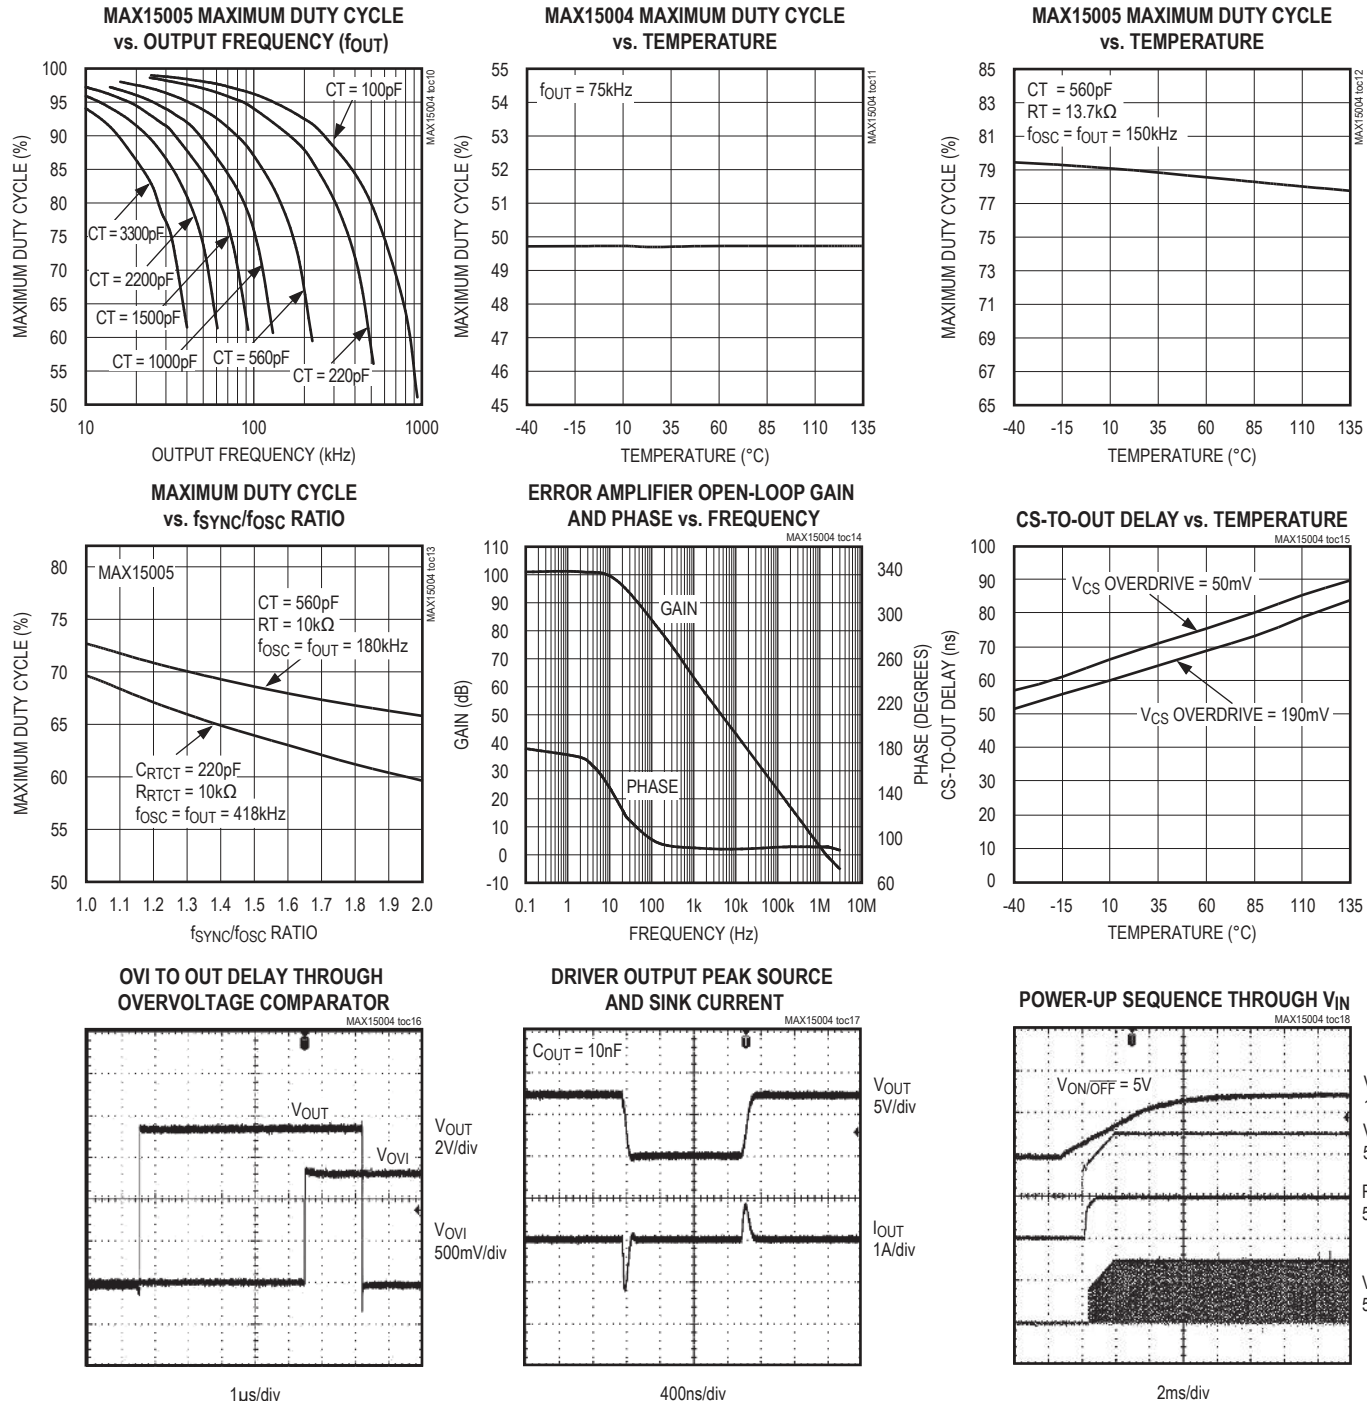 MAX15005 MAXIMUM DUTY CYCLE
vs. OUTPUT FREQUENCY (fOUT)
MAX15004 toc10
MAXIMUM DUTY CYCLE (%)
100
95
90
85
80
75
70
65
60
55
50
CT = 100pF
CT = 3300pF
CT = 2200pF
CT = 1500pF
CT = 1000pF
CT = 560pF
CT = 220pF
10 100 1000
OUTPUT FREQUENCY (kHz)
MAX15004 MAXIMUM DUTY CYCLE
vs. TEMPERATURE
MAX15004 toc11
MAXIMUM DUTY CYCLE (%)
55
54
53
52
51
50
49
48
47
46
45
fOUT = 75kHz
-40 -15 10 35 60 85 110 135
TEMPERATURE (°C)
MAX15005 MAXIMUM DUTY CYCLE
vs. TEMPERATURE
MAX15004 toc12
MAXIMUM DUTY CYCLE (%)
85
83
81
79
77
75
73
71
69
67
65
CT = 560pF
RT = 13.7kΩ
fOSC = fOUT = 150kHz
-40 -15 10 35 60 85 110 135
TEMPERATURE (°C)
MAXIMUM DUTY CYCLE
vs. fSYNC/fOSC RATIO
MAX15004 toc13
MAXIMUM DUTY CYCLE (%)
80
75
70
65
60
55
50
MAX15005
CT = 560pF
RT = 10kΩ
fOSC = fOUT = 180kHz
CRTCT = 220pF
RRTCT = 10kΩ
fOSC = fOUT = 418kHz
1.0 1.1 1.2 1.3 1.4 1.5 1.6 1.7 1.8 1.9 2.0
fSYNC/fOSC RATIO
ERROR AMPLIFIER OPEN-LOOP GAIN
AND PHASE vs. FREQUENCY
MAX15004 toc14
GAIN (dB)
110
100
90
80
70
60
50
40
30
20
10
0
-10
GAIN
PHASE
340
300
260
220
180
140
100
60
PHASE (DEGREES)
0.1 1 10 100 1k 10k 100k 1M 10M
FREQUENCY (Hz)
CS-TO-OUT DELAY vs. TEMPERATURE
MAX15004 toc15
CS-TO-OUT DELAY (ns)
100
90
80
70
60
50
40
30
20
10
0
VCS OVERDRIVE = 50mV
VCS OVERDRIVE = 190mV
-40 -15 10 35 60 85 110 135
TEMPERATURE (°C)
OVI TO OUT DELAY THROUGH
OVERVOLTAGE COMPARATOR
MAX15004 toc16
VOUT
VOVI
VOUT
2V/div
VOVI
500mV/div
1µs/div
DRIVER OUTPUT PEAK SOURCE
AND SINK CURRENT
MAX15004 toc17
COUT = 10nF
VOUT
5V/div
IOUT
1A/div
400ns/div
POWER-UP SEQUENCE THROUGH VIN
MAX15004 toc18
VON/OFF = 5V
2ms/div